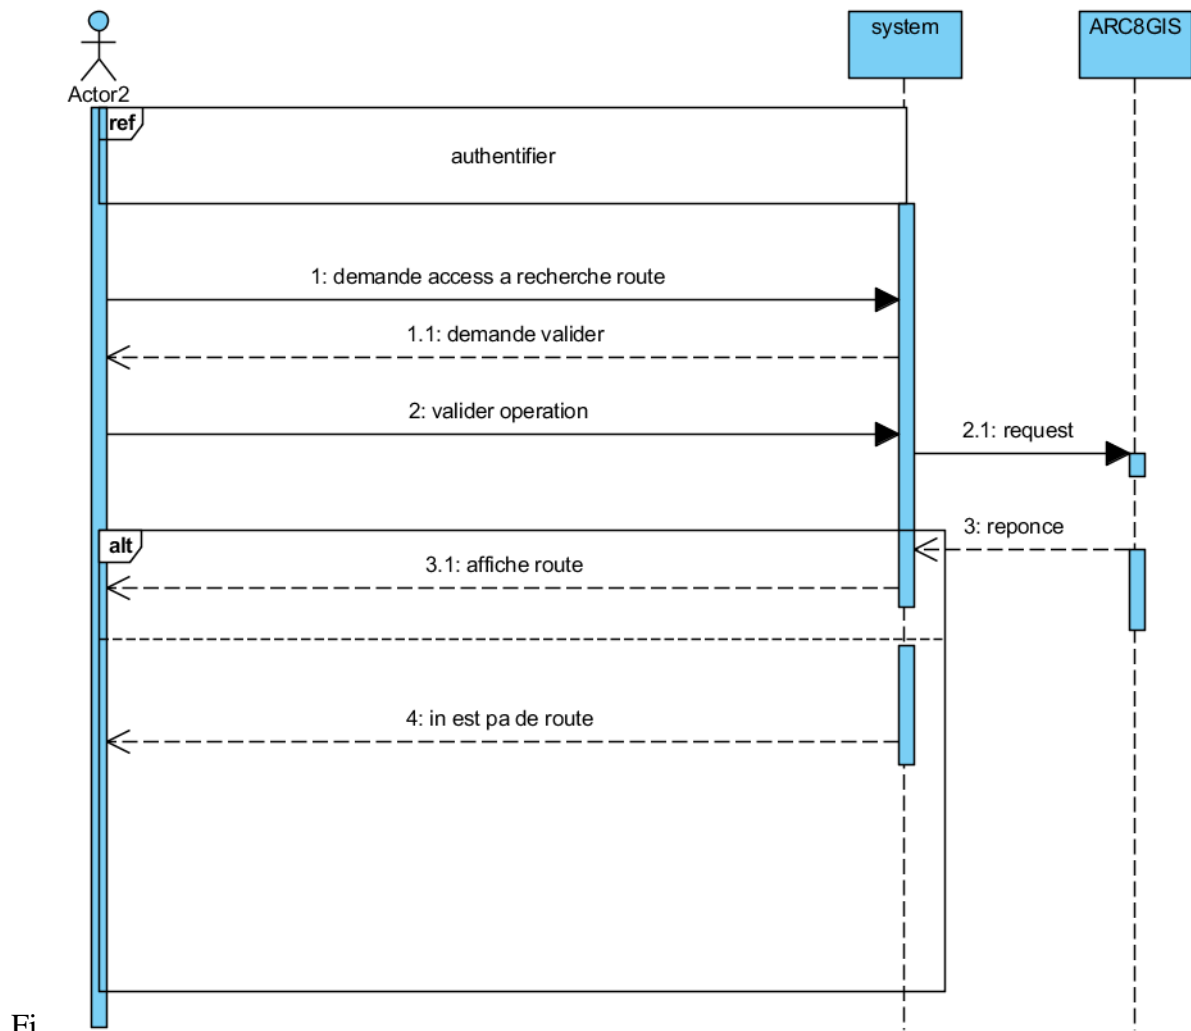 system
ARC8GIS
Actor2
ref
authentifier
1: demande access a recherche route
1.1: demande valider
2: valider operation
2.1: request
3: reponce
alt
3.1: affiche route
4: in est pa de route
Fi